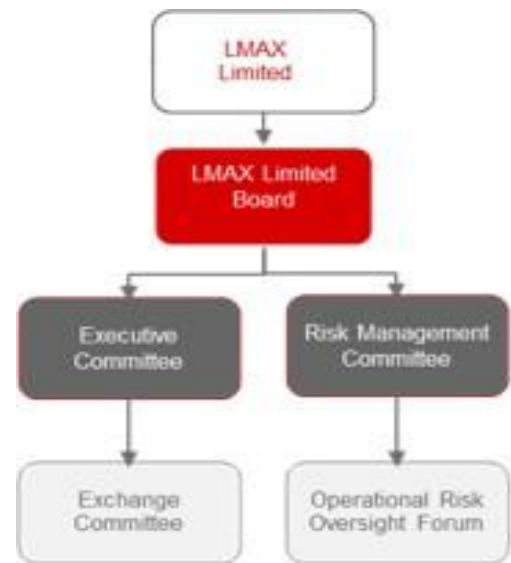 LMAX
Limited
LMAX Limited
Board
Executive
Committee
Risk Management
Committee
Exchange
Committee
Operational Risk
Oversight Forum